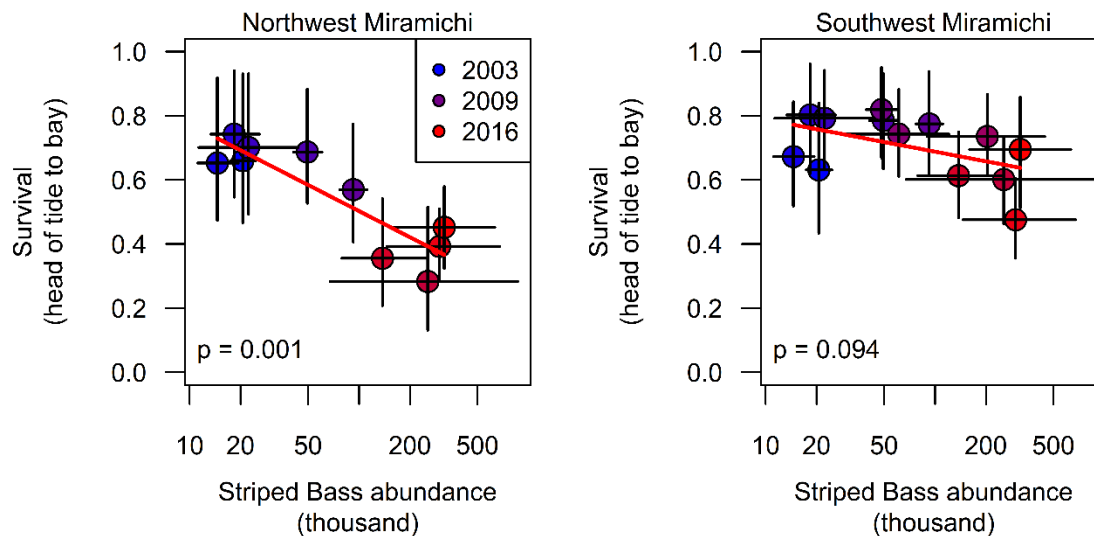 Northwest Miramichi
1.0
0.8
0.6
0.4
0.2
0.0
Survival
(head of tide to bay)
2003
2009
2016
p = 0.001
10 20 50 200 500
Striped Bass abundance
(thousand)
Southwest Miramichi
1.0
0.8
0.6
0.4
0.2
0.0
Survival
(head of tide to bay)
p = 0.094
10 20 50 200 500
Striped Bass abundance
(thousand)